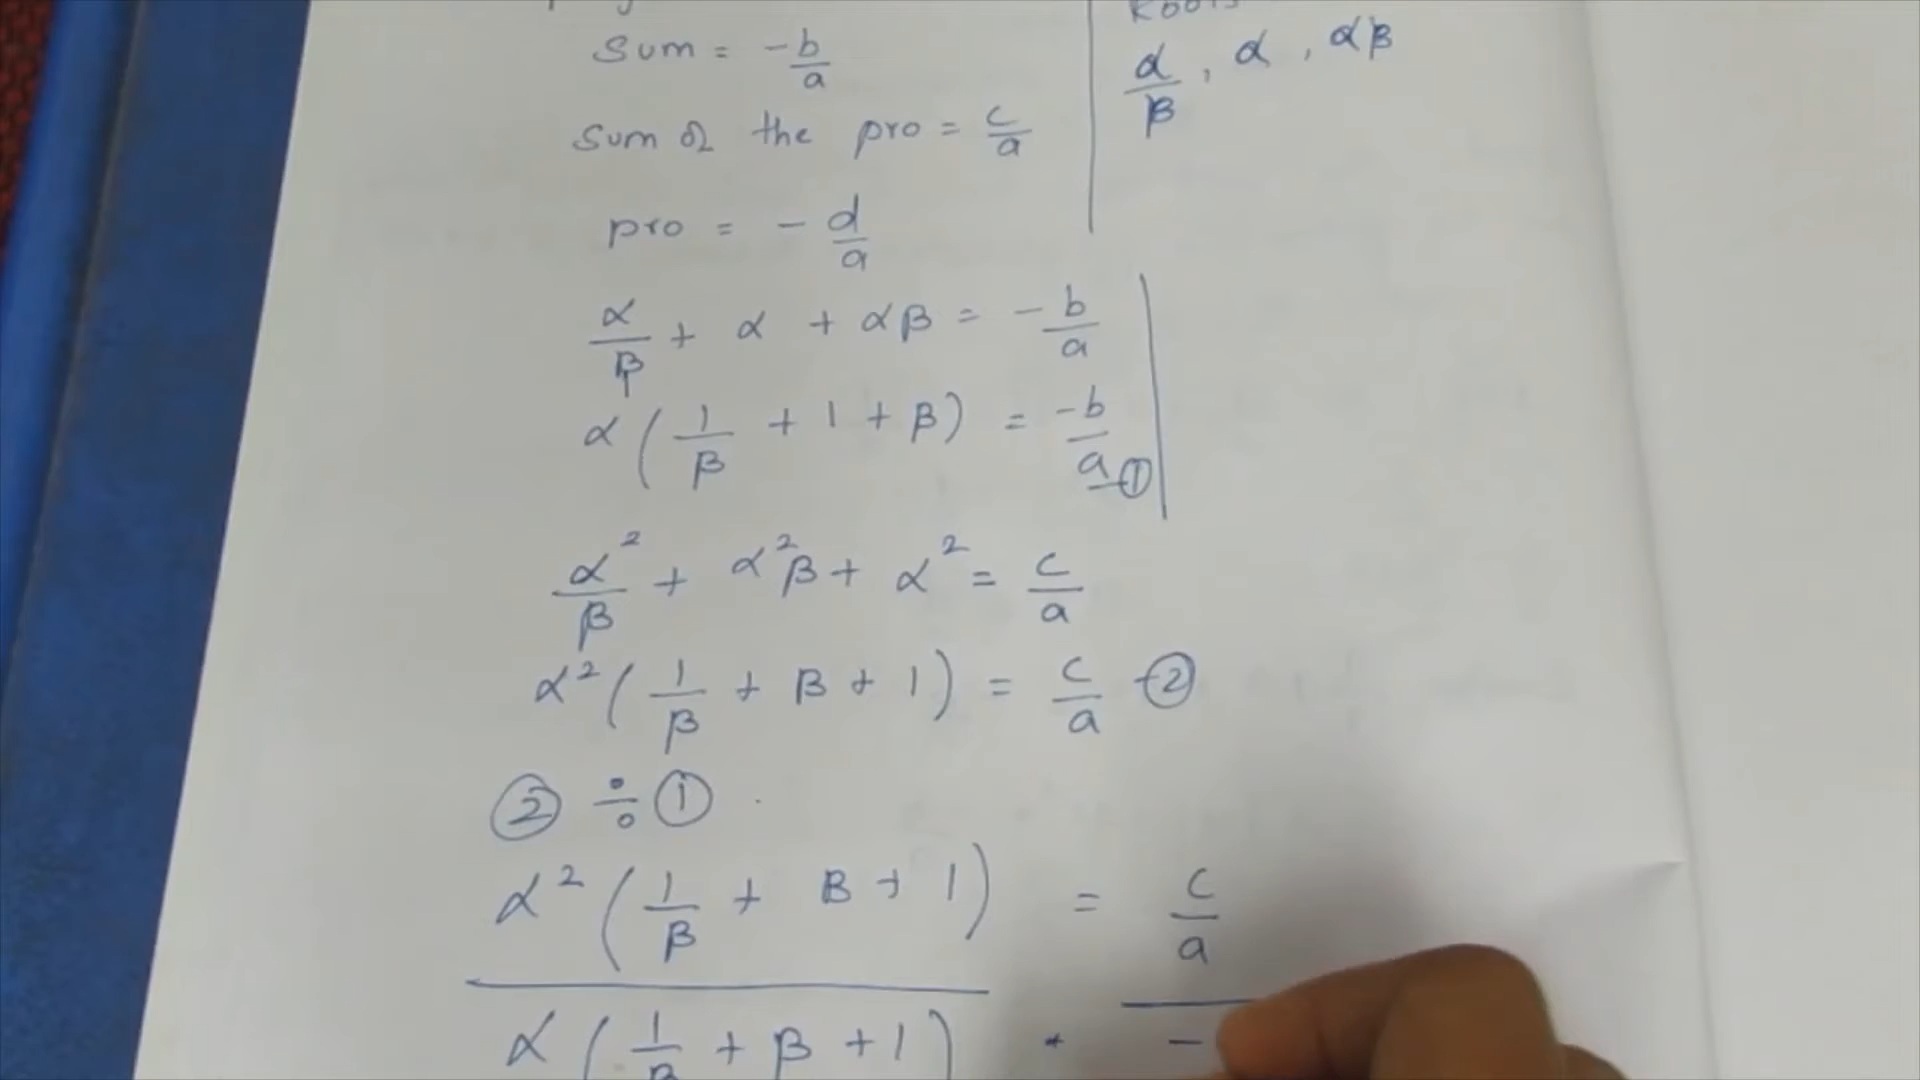 Sum = -b/a
Sum of the pro = c/a
pro = - d/a
α/β , α , αβ
α/β + α + αβ = - b/a
α ( 1/β + 1 + β ) = -b/a ①
α²/β + α²β + α² = c/a
α² ( 1/β + β + 1 ) = c/a - ②
② ÷ ①
α² ( 1/β + β + 1 ) = c/a
α ( 1/β + β + 1 ) -